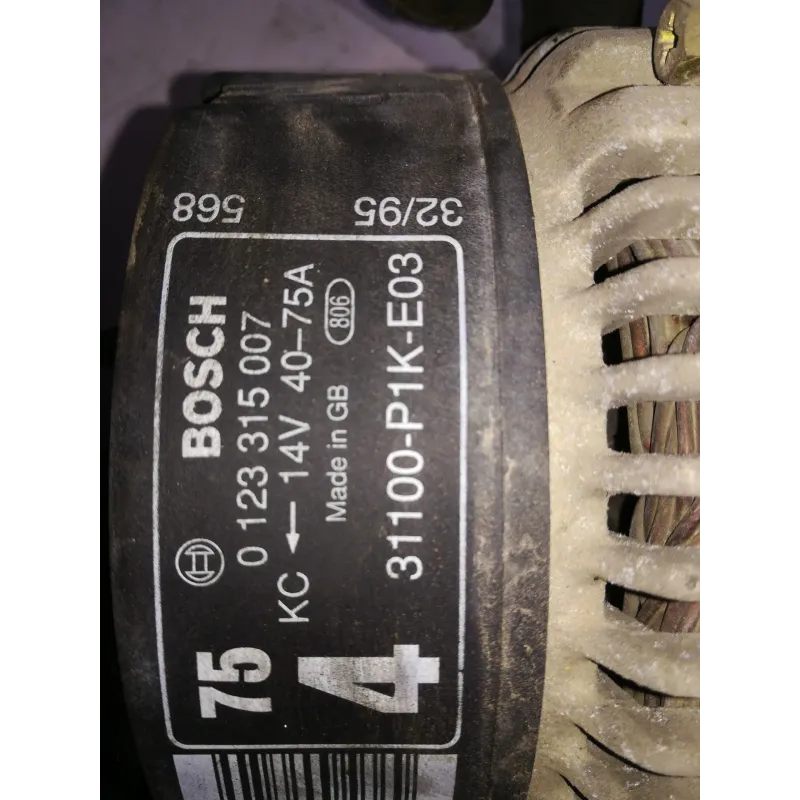 BOSCH
0 123 315 007
KC ← 14V 40–75A
Made in GB 806
31100-P1K-E03
75
4
568
32/95